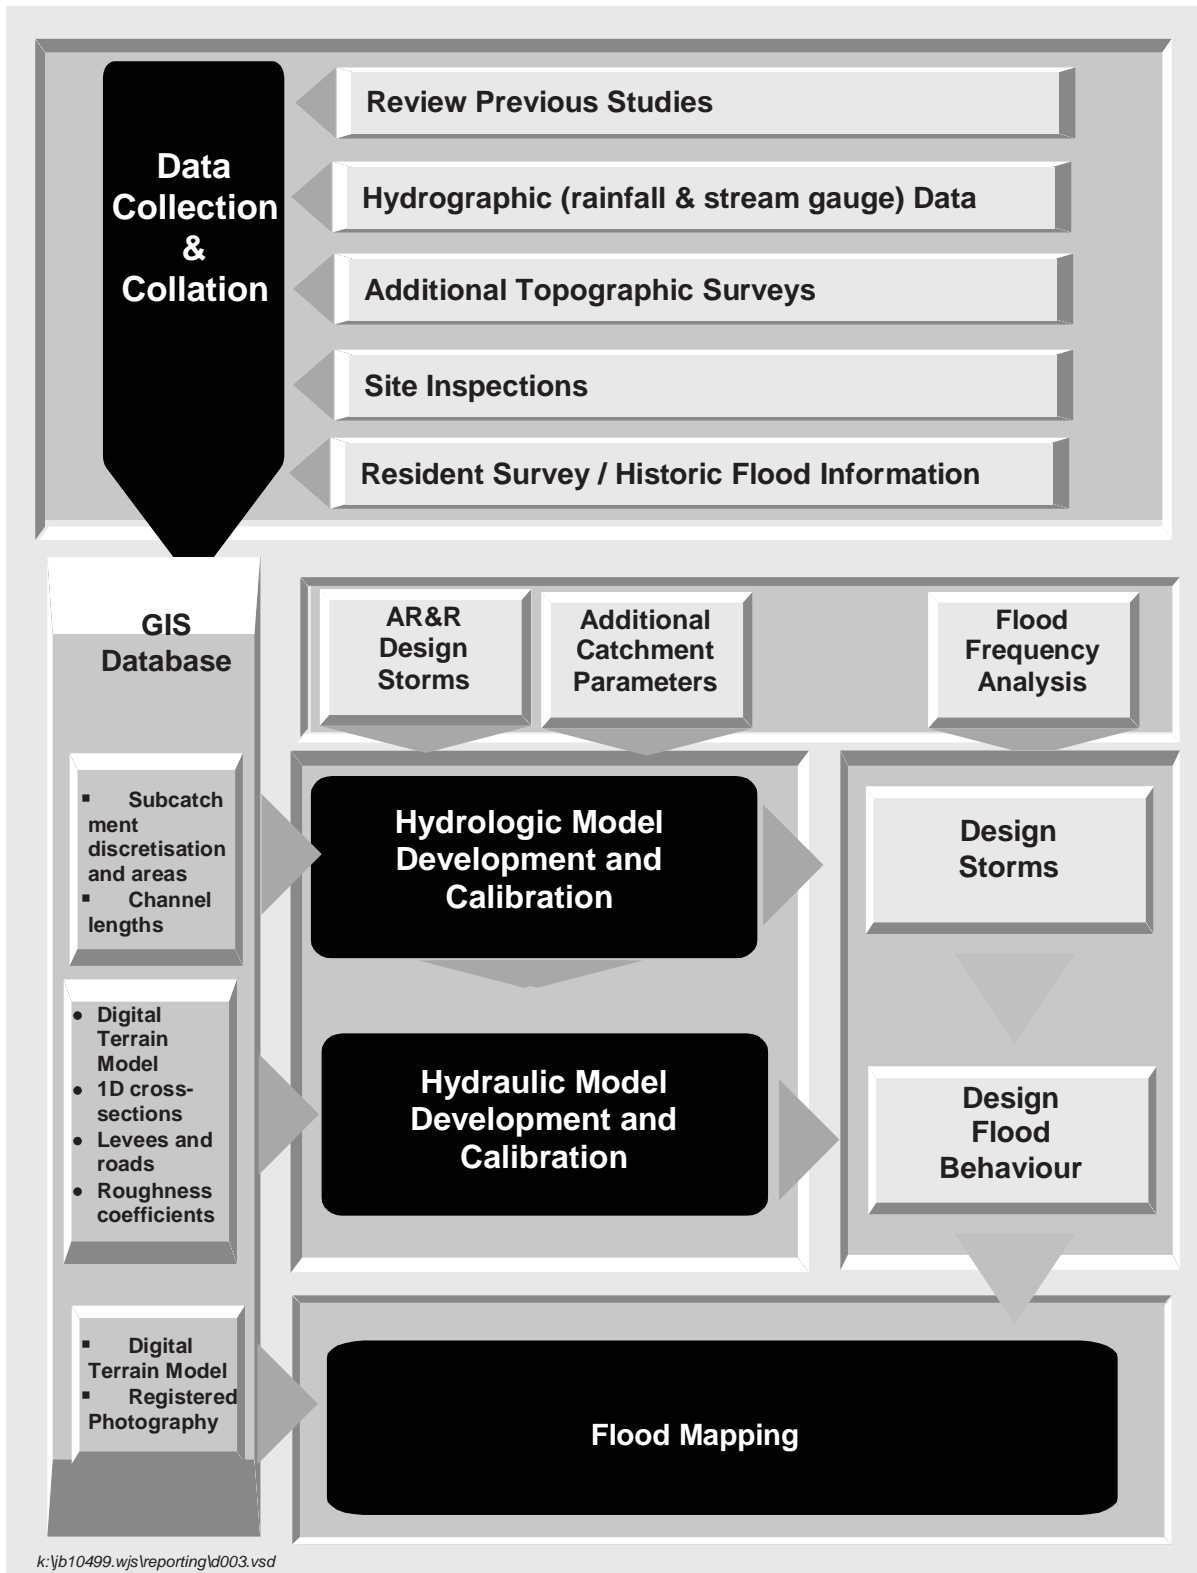 Data
Collection
&
Collation
Review Previous Studies
Hydrographic (rainfall & stream gauge) Data
Additional Topographic Surveys
Site Inspections
Resident Survey / Historic Flood Information
GIS
Database
AR&R
Design
Storms
Additional
Catchment
Parameters
Flood
Frequency
Analysis
▪ Subcatch
ment
discretisation
and areas
▪ Channel
lengths
Hydrologic Model
Development and
Calibration
Design
Storms
• Digital
Terrain
Model
• 1D cross-
sections
• Levees and
roads
• Roughness
coefficients
Hydraulic Model
Development and
Calibration
Design
Flood
Behaviour
▪ Digital
Terrain Model
▪ Registered
Photography
Flood Mapping
k:\jb10499.wjs\reporting\d003.vsd